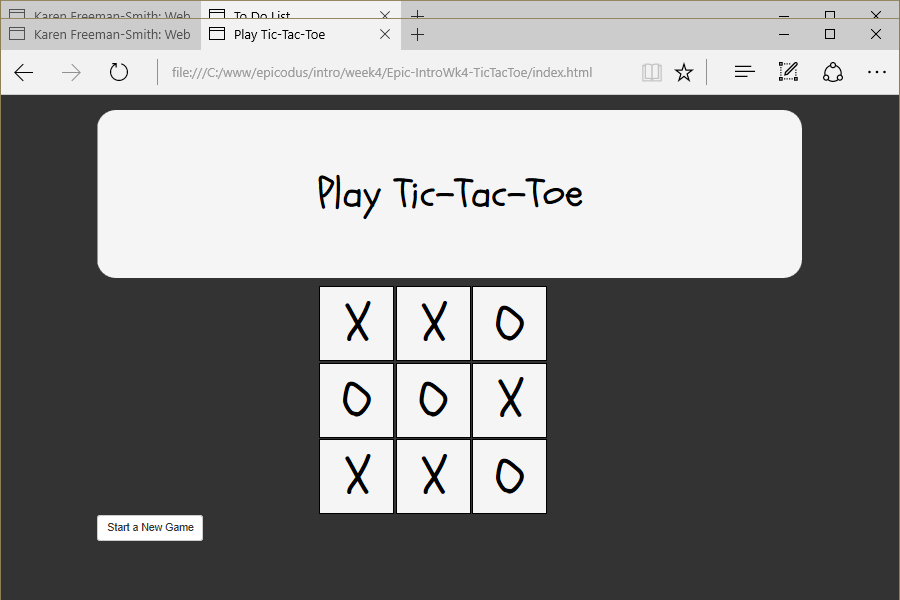 Karen Freeman-Smith: Web To Do List
Karen Freeman-Smith: Web Play Tic-Tac-Toe
file:///C:/www/epicodus/intro/week4/Epic-IntroWk4-TicTacToe/index.html
Play Tic-Tac-Toe
X X O
O O X
X X O
Start a New Game